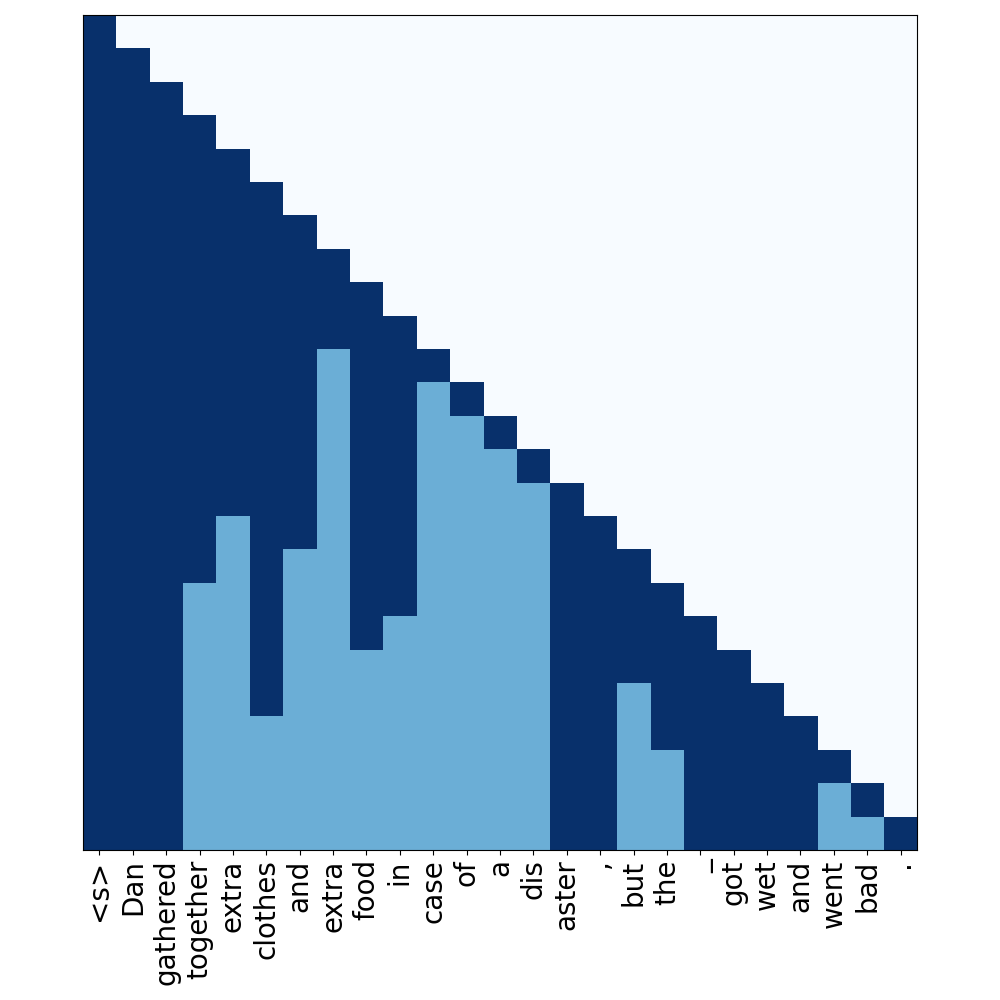 <s>
Dan
gathered
together
extra
clothes
and
extra
food
in
case
of
a
dis
aster
,
but
the
_
got
wet
and
went
bad
.